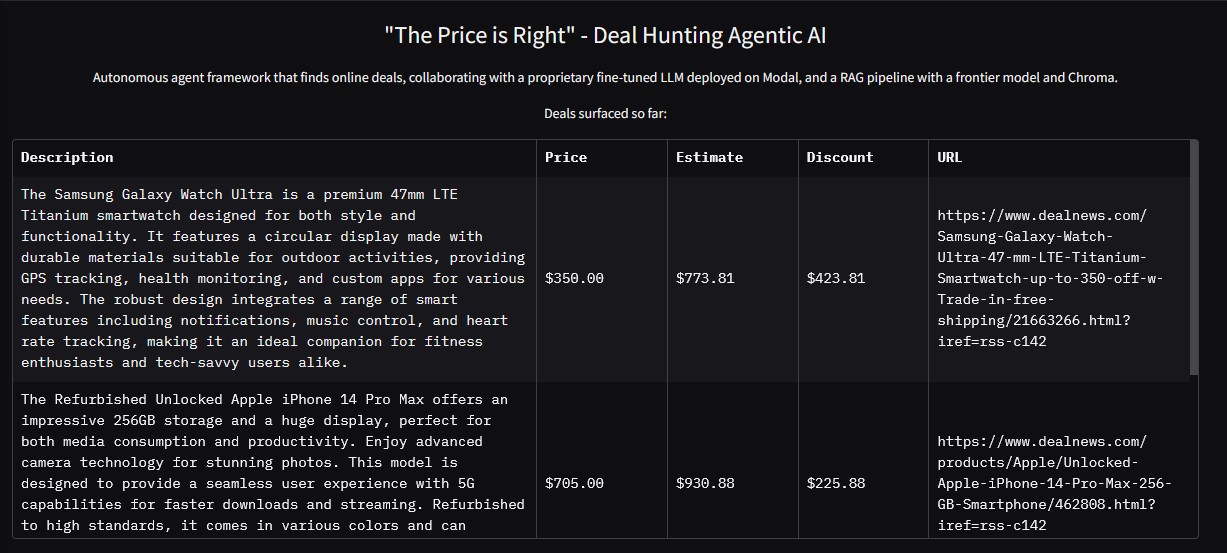 "The Price is Right" - Deal Hunting Agentic AI
Autonomous agent framework that finds online deals, collaborating with a proprietary fine-tuned LLM deployed on Modal, and a RAG pipeline with a frontier model and Chroma.
Deals surfaced so far:
Description Price Estimate Discount URL
The Samsung Galaxy Watch Ultra is a premium 47mm LTE
Titanium smartwatch designed for both style and
functionality. It features a circular display made with
durable materials suitable for outdoor activities, providing
GPS tracking, health monitoring, and custom apps for various
needs. The robust design integrates a range of smart
features including notifications, music control, and heart
rate tracking, making it an ideal companion for fitness
enthusiasts and tech-savvy users alike.
$350.00
$773.81
$423.81
https://www.dealnews.com/
Samsung-Galaxy-Watch-
Ultra-47-mm-LTE-Titanium-
Smartwatch-up-to-350-off-w-
Trade-in-free-
shipping/21663266.html?
iref=rss-c142
The Refurbished Unlocked Apple iPhone 14 Pro Max offers an
impressive 256GB storage and a huge display, perfect for
both media consumption and productivity. Enjoy advanced
camera technology for stunning photos. This model is
designed to provide a seamless user experience with 5G
capabilities for faster downloads and streaming. Refurbished
to high standards, it comes in various colors and can
$705.00
$930.88
$225.88
https://www.dealnews.com/
products/Apple/Unlocked-
Apple-iPhone-14-Pro-Max-256-
GB-Smartphone/462808.html?
iref=rss-c142